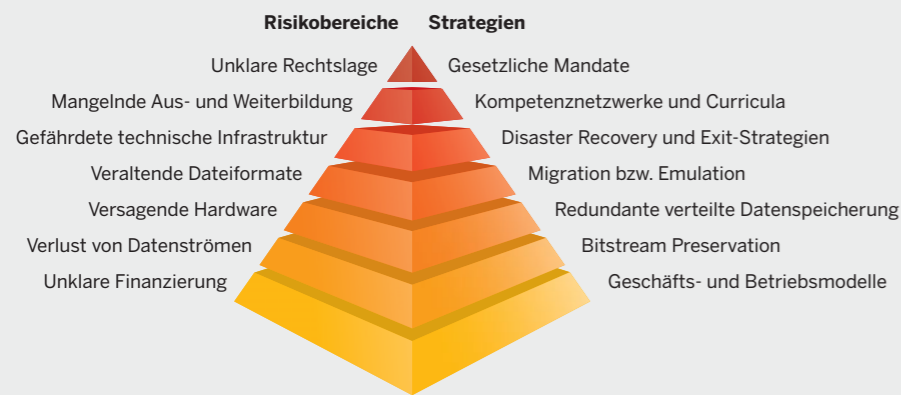 Risikobereiche Strategien
Unklare Rechtslage Gesetzliche Mandate
Mangelnde Aus- und Weiterbildung Kompetenznetzwerke und Curricula
Gefährdete technische Infrastruktur Disaster Recovery und Exit-Strategien
Veraltende Dateiformate Migration bzw. Emulation
Versagende Hardware Redundante verteilte Datenspeicherung
Verlust von Datenströmen Bitstream Preservation
Unklare Finanzierung Geschäfts- und Betriebsmodelle